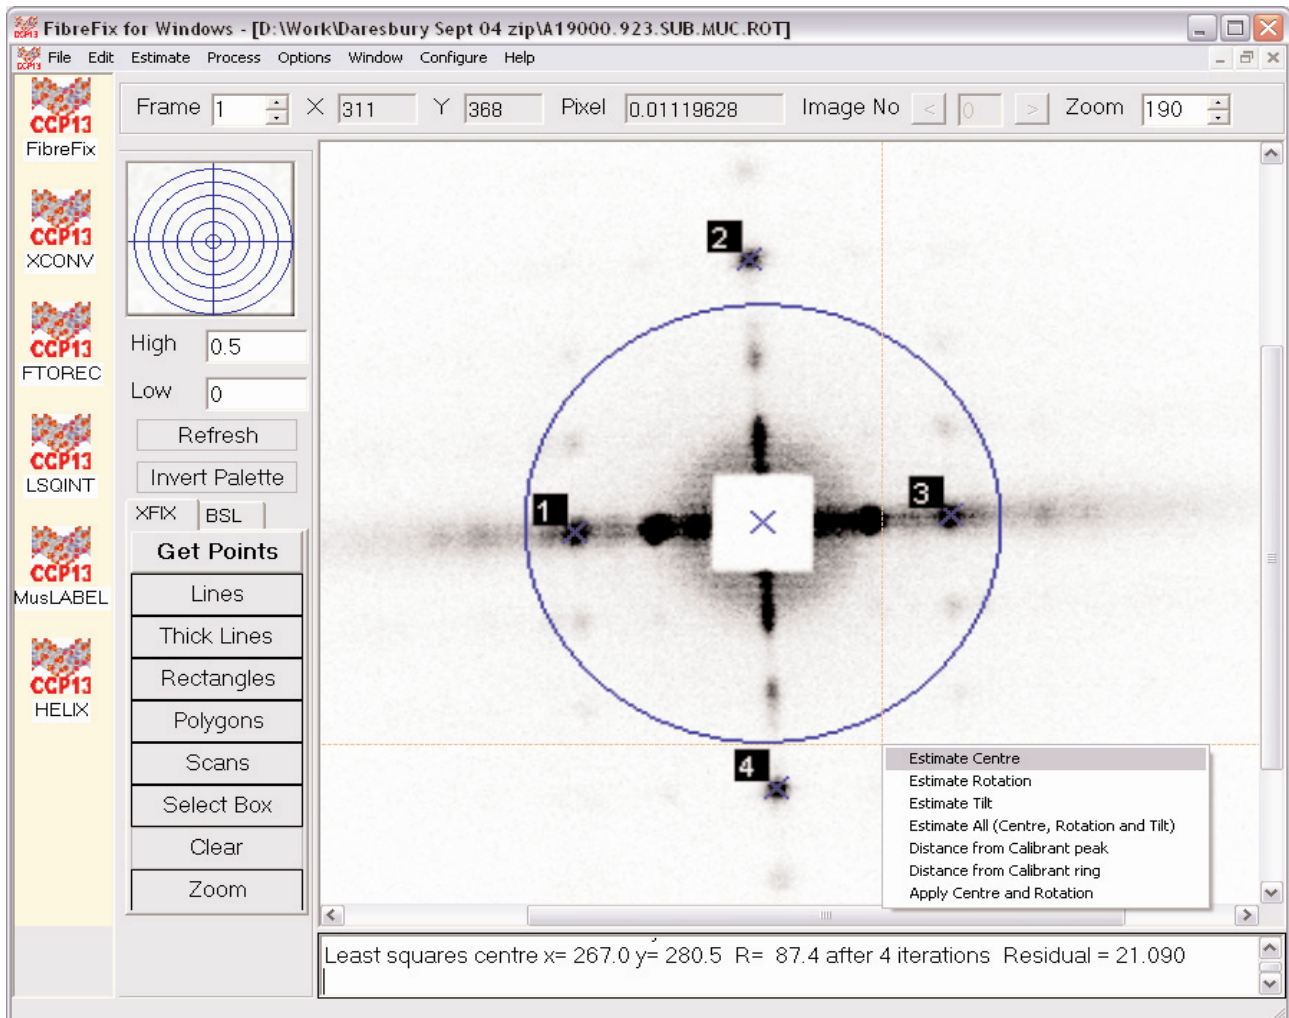 FibreFix for Windows - [D:\Work\Daresbury Sept 04 zip\A19000.923.SUB.MUC.ROT]
File Edit Estimate Process Options Window Configure Help
Frame 1 X 311 Y 368 Pixel 0.01119628 Image No < 0 > Zoom 190
CCP13
FibreFix
CCP13
XCONV
CCP13
FTOREC
CCP13
LSQINT
CCP13
MusLABEL
CCP13
HELIX
High 0.5
Low 0
Refresh
Invert Palette
XFIX BSL
Get Points
Lines
Thick Lines
Rectangles
Polygons
Scans
Select Box
Clear
Zoom
2
1
3
4
Estimate Centre
Estimate Rotation
Estimate Tilt
Estimate All (Centre, Rotation and Tilt)
Distance from Calibrant peak
Distance from Calibrant ring
Apply Centre and Rotation
Least squares centre x= 267.0 y= 280.5 R= 87.4 after 4 iterations Residual = 21.090